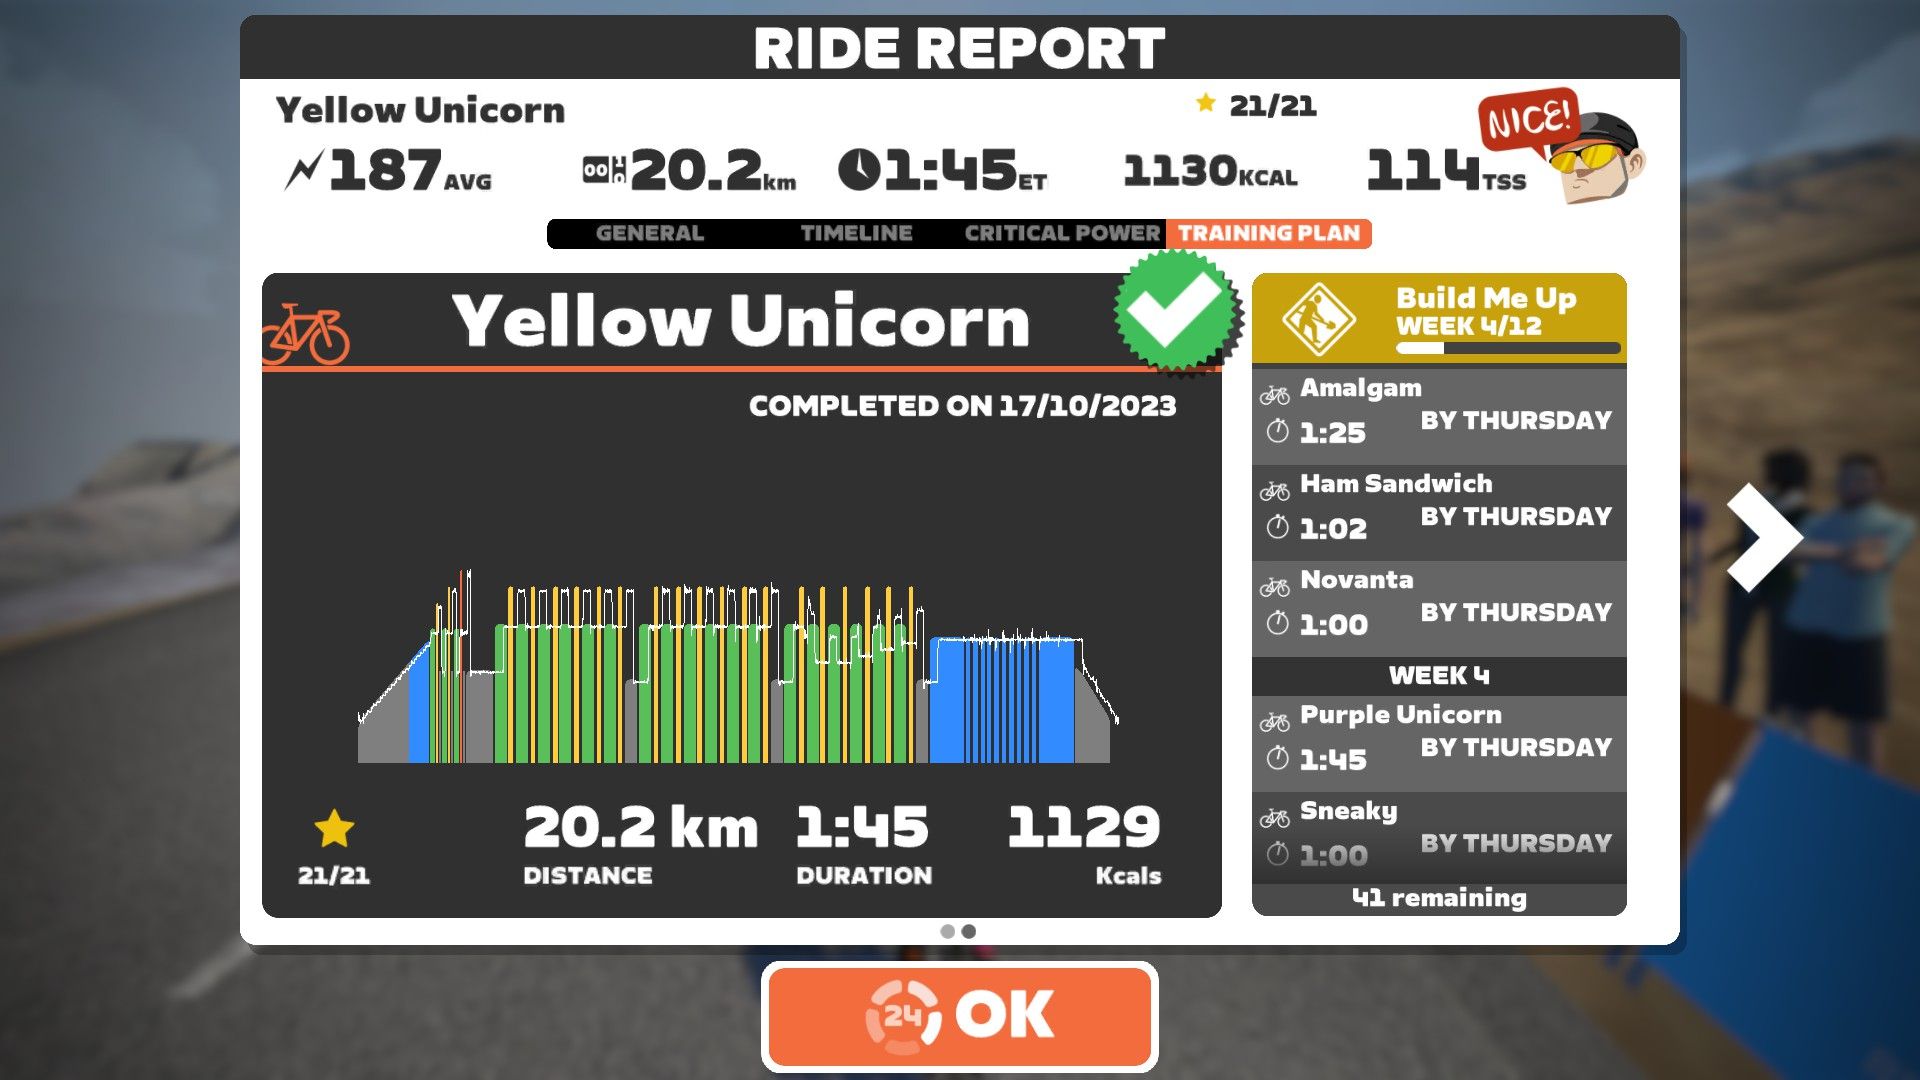 RIDE REPORT
Yellow Unicorn
21/21
NICE!
187AVG
20.2km
1:45ET
1130KCAL
114TSS
GENERAL
TIMELINE
CRITICAL POWER
TRAINING PLAN
Yellow Unicorn
COMPLETED ON 17/10/2023
21/21
20.2 km
DISTANCE
1:45
DURATION
1129
Kcals
Build Me Up
WEEK 4/12
Amalgam
BY THURSDAY
1:25
Ham Sandwich
BY THURSDAY
1:02
Novanta
BY THURSDAY
1:00
WEEK 4
Purple Unicorn
BY THURSDAY
1:45
Sneaky
BY THURSDAY
1:00
41 remaining
24 OK